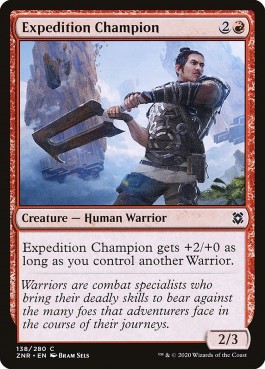 Expedition Champion 2
Creature — Human Warrior
Expedition Champion gets +2/+0 as
long as you control another Warrior.
Warriors are combat specialists who
bring their deadly skills to bear against
the many foes that adventurers face in
the course of their journeys.
2/3
138/280 C
ZNR • EN BRAM SELS
™ & © 2020 Wizards of the Coast